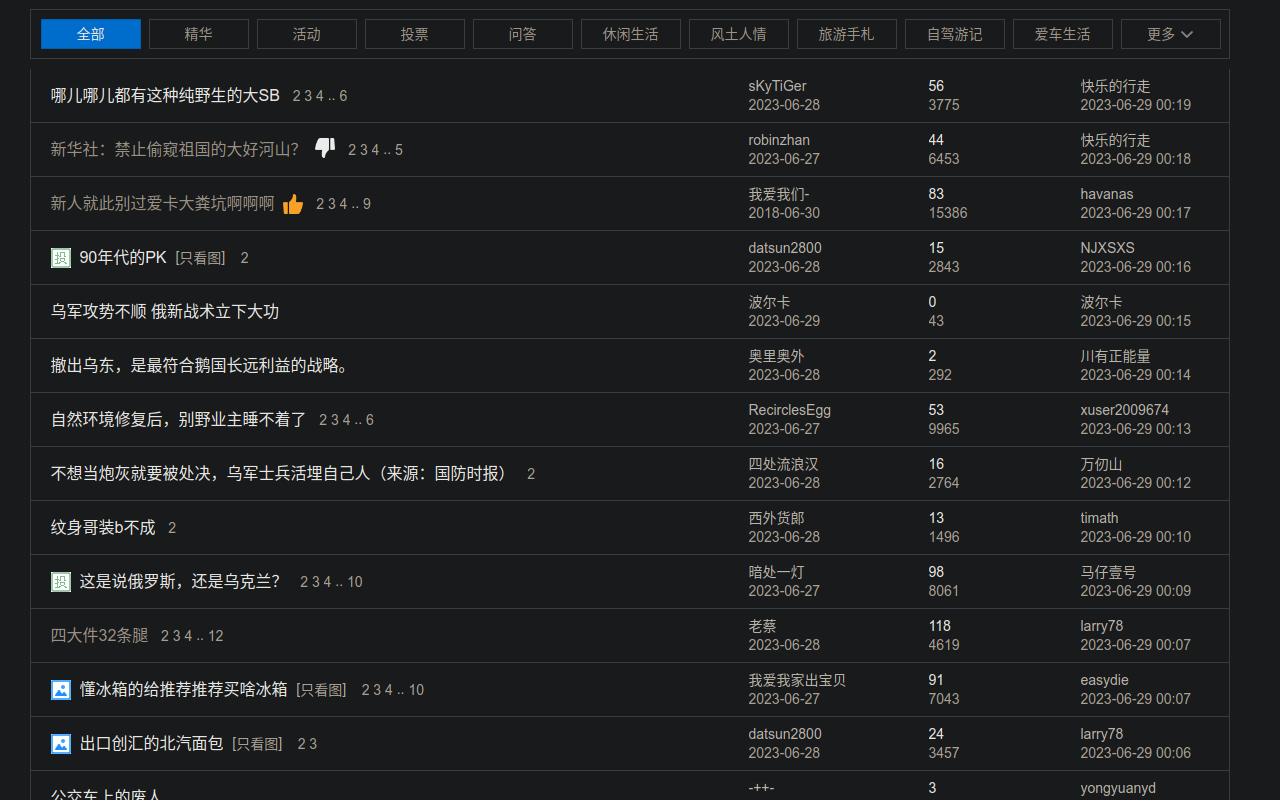 全部 精华 活动 投票 问答 休闲生活 风土人情 旅游手札 自驾游记 爱车生活 更多
哪儿哪儿都有这种纯野生的大SB 2 3 4 .. 6 sKyTiGer 56 快乐的行走
2023-06-28 3775 2023-06-29 00:19
新华社：禁止偷窥祖国的大好河山？ 2 3 4 .. 5 robinzhan 44 快乐的行走
2023-06-27 6453 2023-06-29 00:18
新人就此别过爱卡大粪坑啊啊啊 2 3 4 .. 9 我爱我们- 83 havanas
2018-06-30 15386 2023-06-29 00:17
投 90年代的PK [只看图] 2 datsun2800 15 NJXSXS
2023-06-28 2843 2023-06-29 00:16
乌军攻势不顺 俄新战术立下大功 波尔卡 0 波尔卡
2023-06-29 43 2023-06-29 00:15
撤出乌东，是最符合鹅国长远利益的战略。 奥里奥外 2 川有正能量
2023-06-28 292 2023-06-29 00:14
自然环境修复后，别野业主睡不着了 2 3 4 .. 6 RecirclesEgg 53 xuser2009674
2023-06-27 9965 2023-06-29 00:13
不想当炮灰就要被处决，乌军士兵活埋自己人（来源：国防时报） 2 四处流浪汉 16 万仞山
2023-06-28 2764 2023-06-29 00:12
纹身哥装b不成 2 西外货郎 13 timath
2023-06-28 1496 2023-06-29 00:10
投 这是说俄罗斯，还是乌克兰？ 2 3 4 .. 10 暗处一灯 98 马仔壹号
2023-06-27 8061 2023-06-29 00:09
四大件32条腿 2 3 4 .. 12 老蔡 118 larry78
2023-06-28 4619 2023-06-29 00:07
懂冰箱的给推荐推荐买啥冰箱 [只看图] 2 3 4 .. 10 我爱我家出宝贝 91 easydie
2023-06-27 7043 2023-06-29 00:07
出口创汇的北汽面包 [只看图] 2 3 datsun2800 24 larry78
2023-06-28 3457 2023-06-29 00:06
公交车上的废人 -++- 3 yongyuanyd